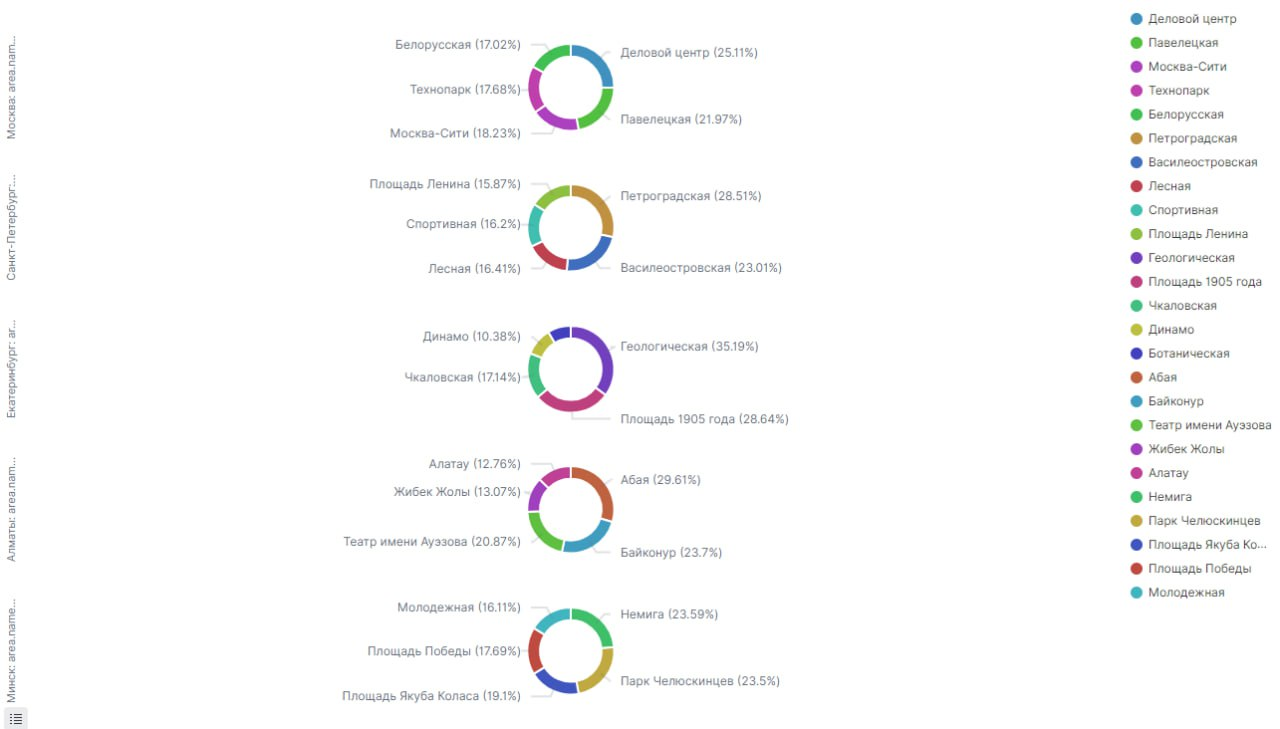 Москва: area.nam...
Белорусская (17.02%)
Деловой центр (25.11%)
Технопарк (17.68%)
Москва-Сити (18.23%)
Павелецкая (21.97%)
Санкт-Петербург:...
Площадь Ленина (15.87%)
Петроградская (28.51%)
Спортивная (16.2%)
Лесная (16.41%)
Василеостровская (23.01%)
Екатеринбург: ar...
Динамо (10.38%)
Геологическая (35.19%)
Чкаловская (17.14%)
Площадь 1905 года (28.64%)
Алматы: area.nam...
Алатау (12.76%)
Абая (29.61%)
Жибек Жолы (13.07%)
Театр имени Ауэзова (20.87%)
Байконур (23.7%)
Минск: area.name...
Молодежная (16.11%)
Немига (23.59%)
Площадь Победы (17.69%)
Парк Челюскинцев (23.5%)
Площадь Якуба Коласа (19.1%)
Деловой центр
Павелецкая
Москва-Сити
Технопарк
Белорусская
Петроградская
Василеостровская
Лесная
Спортивная
Площадь Ленина
Геологическая
Площадь 1905 года
Чкаловская
Динамо
Ботаническая
Абая
Байконур
Театр имени Ауэзова
Жибек Жолы
Алатау
Немига
Парк Челюскинцев
Площадь Якуба Ко...
Площадь Победы
Молодежная